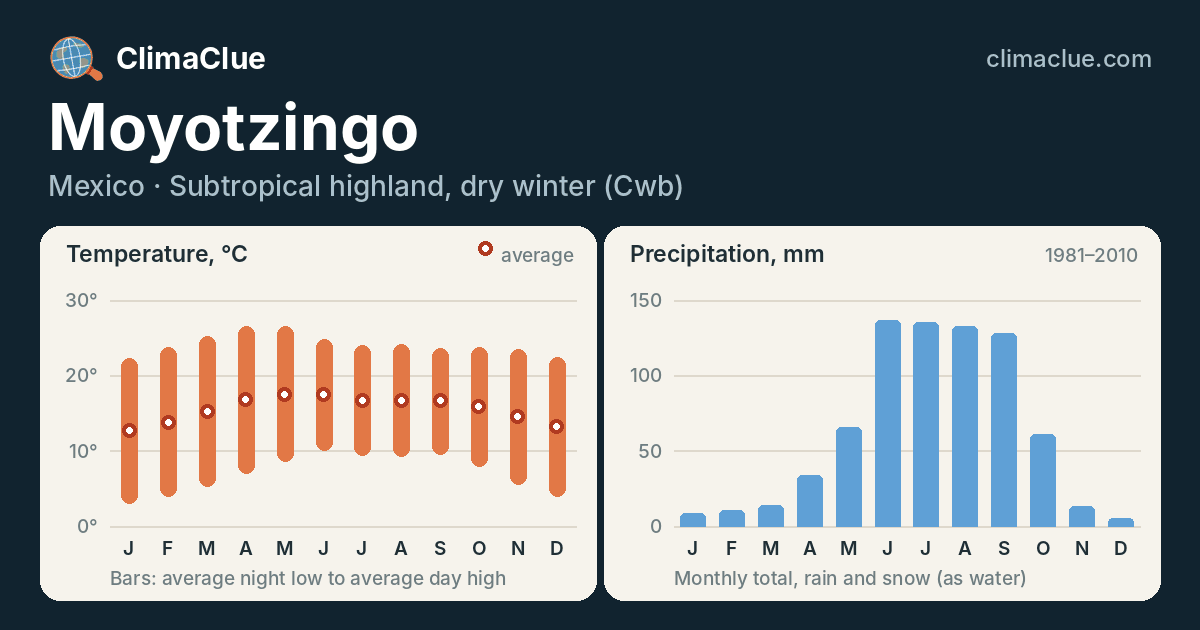 ClimaClue
climaclue.com
Moyotzingo
Mexico · Subtropical highland, dry winter (Cwb)
Temperature, °C
average
30°
20°
10°
0°
J F M A M J J A S O N D
Bars: average night low to average day high
Precipitation, mm
1981–2010
150
100
50
0
J F M A M J J A S O N D
Monthly total, rain and snow (as water)